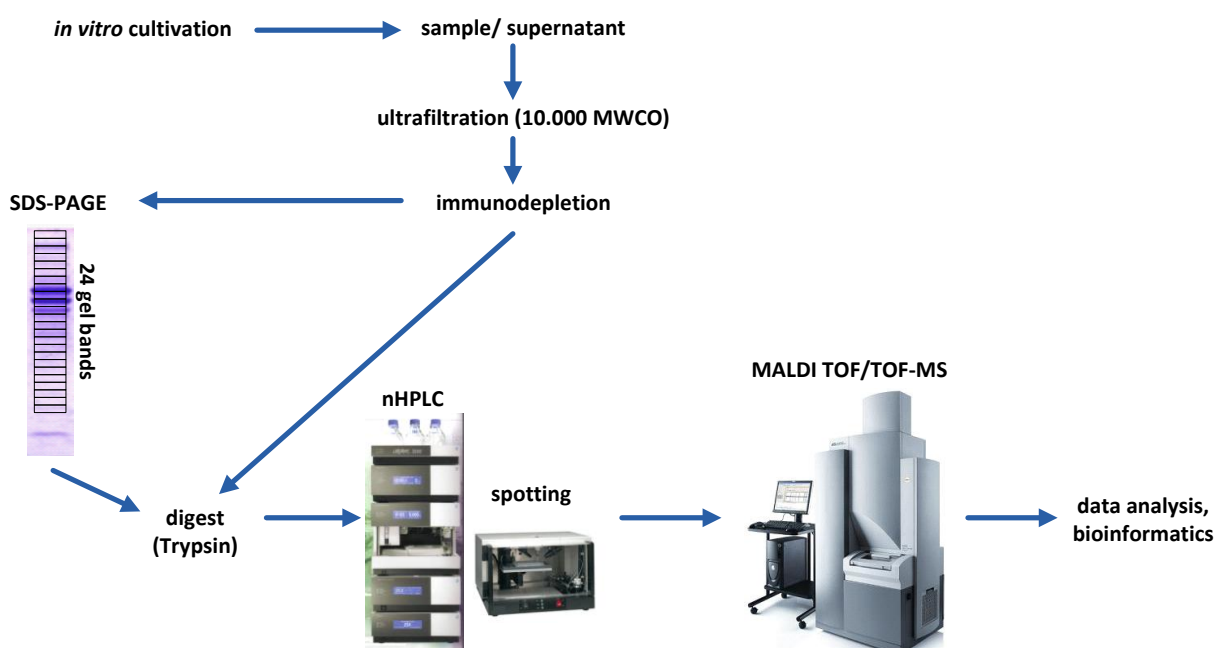 in vitro cultivation
sample/ supernatant
ultrafiltration (10.000 MWCO)
immunodepletion
SDS-PAGE
24 gel bands
digest
(Trypsin)
nHPLC
spotting
MALDI TOF/TOF-MS
data analysis,
bioinformatics